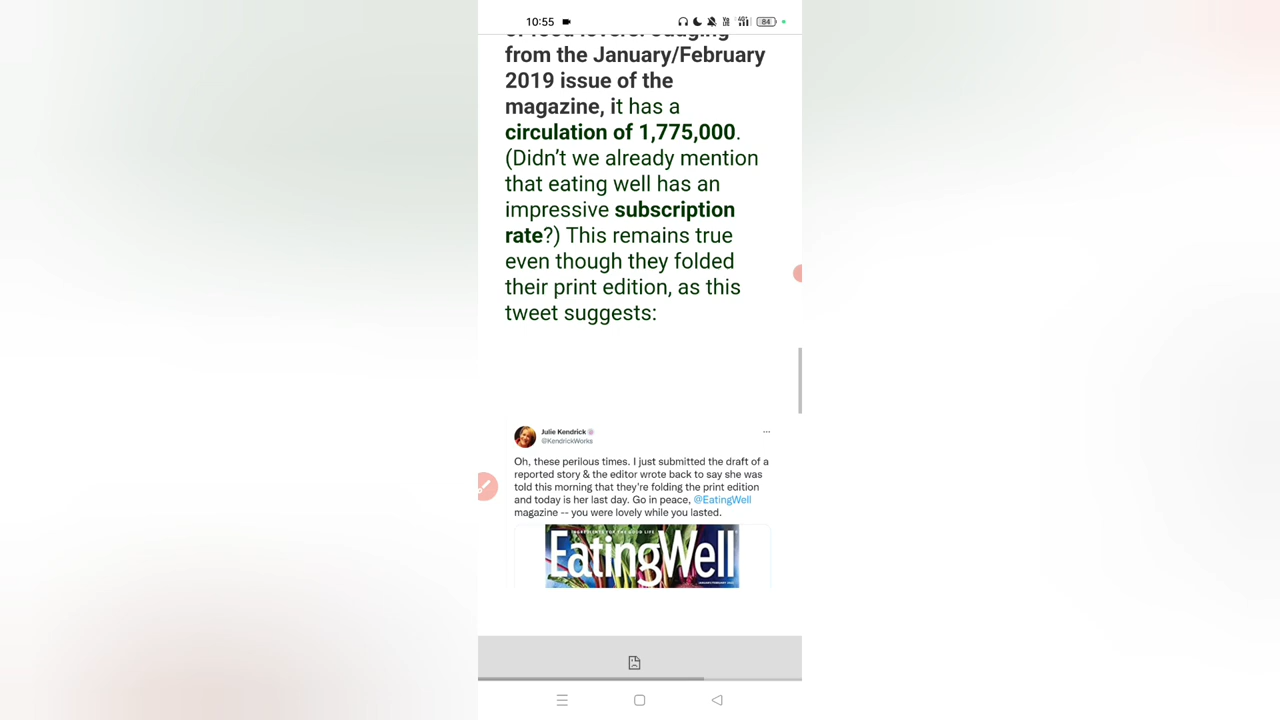 10:55
84
from the January/February
2019 issue of the
magazine, it has a
circulation of 1,775,000.
(Didn't we already mention
that eating well has an
impressive subscription
rate?) This remains true
even though they folded
their print edition, as this
tweet suggests:
Julie Kendrick
@KendrickWorks
Oh, these perilous times. I just submitted the draft of a
reported story & the editor wrote back to say she was
told this morning that they're folding the print edition
and today is her last day. Go in peace, @EatingWell
magazine -- you were lovely while you lasted.
EatingWell